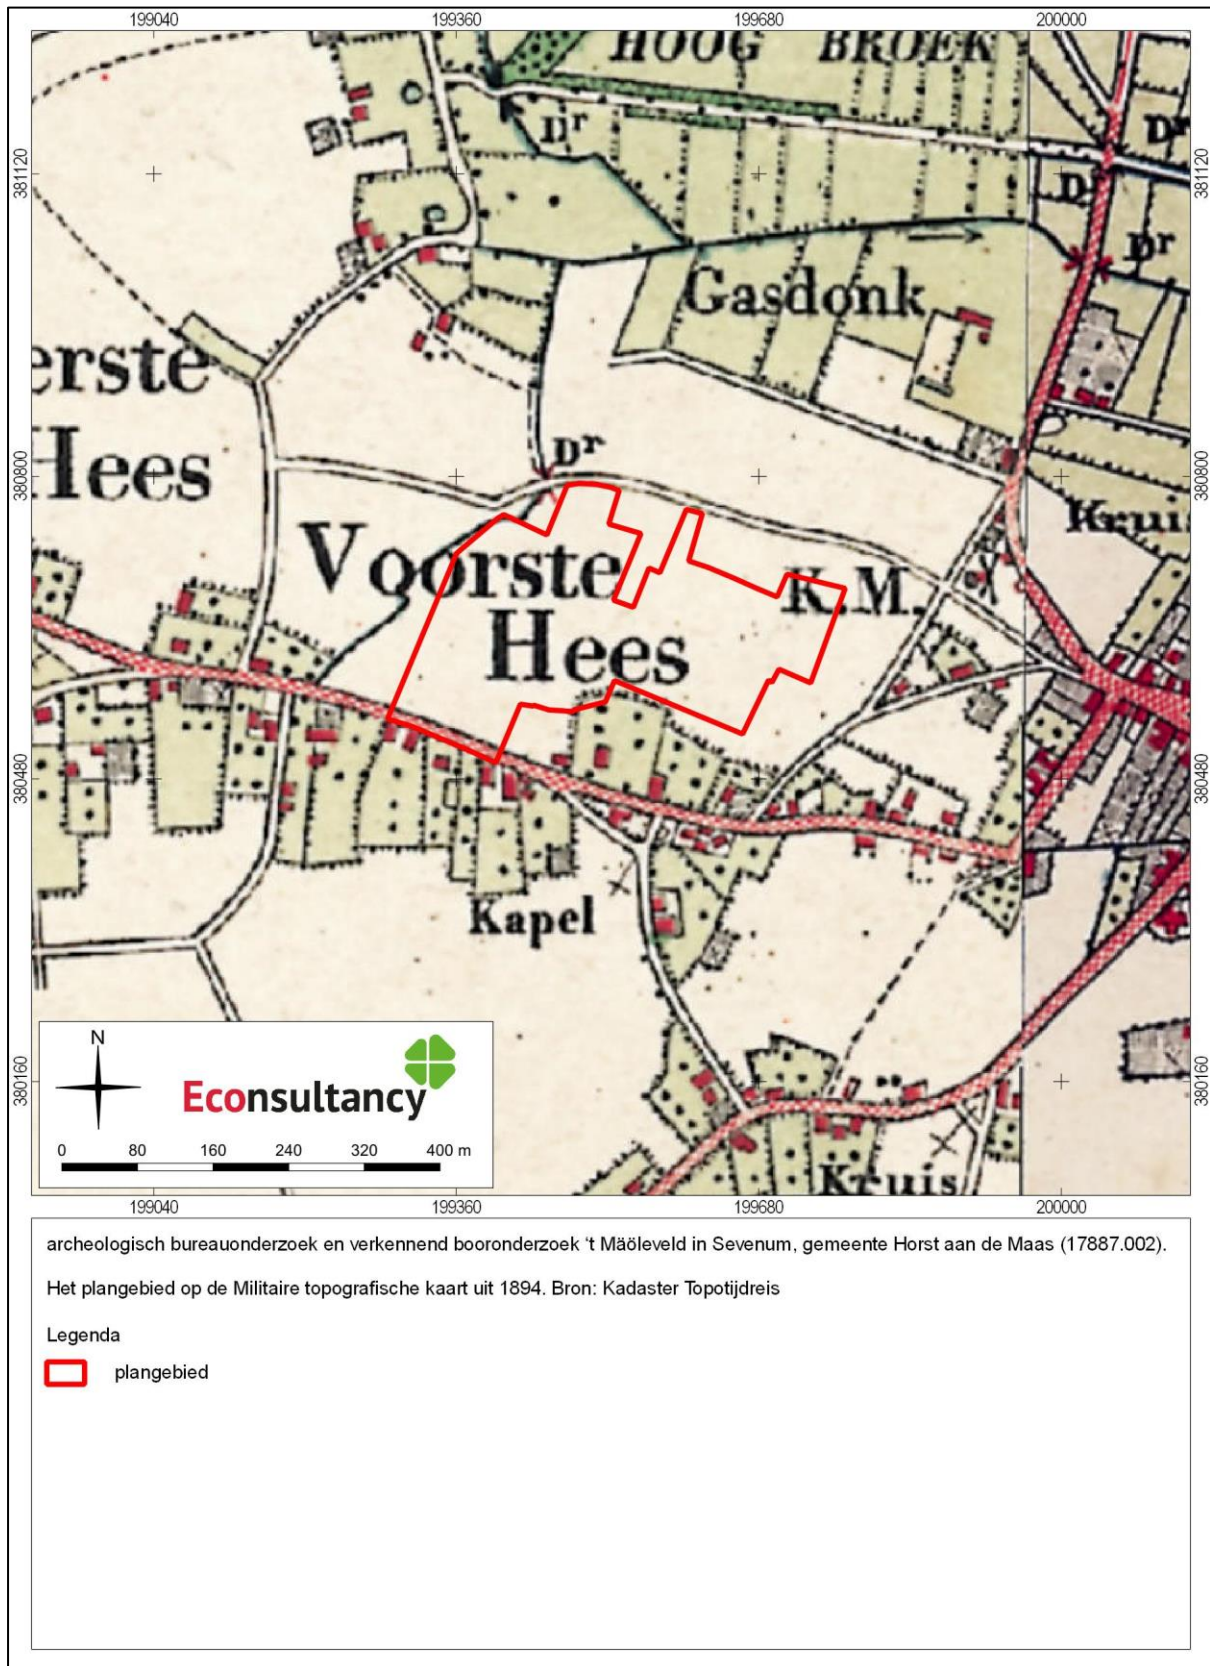 199040 199360 199680 200000
HOOG BROEK
Dr
Dr
381120 381120
D
Dr
Gasdonk
erste
Hees
Dr
380800 380800
Kruis
Voorste
K.M.
Hees
380480 380480
Kapel
N
380160 380160
Econsultancy
0 80 160 240 320 400 m
Kruis
199040 199360 199680 200000
archeologisch bureauonderzoek en verkennend booronderzoek ‘t Mäöleveld in Sevenum, gemeente Horst aan de Maas (17887.002).
Het plangebied op de Militaire topografische kaart uit 1894. Bron: Kadaster Topotijdreis
Legenda
plangebied